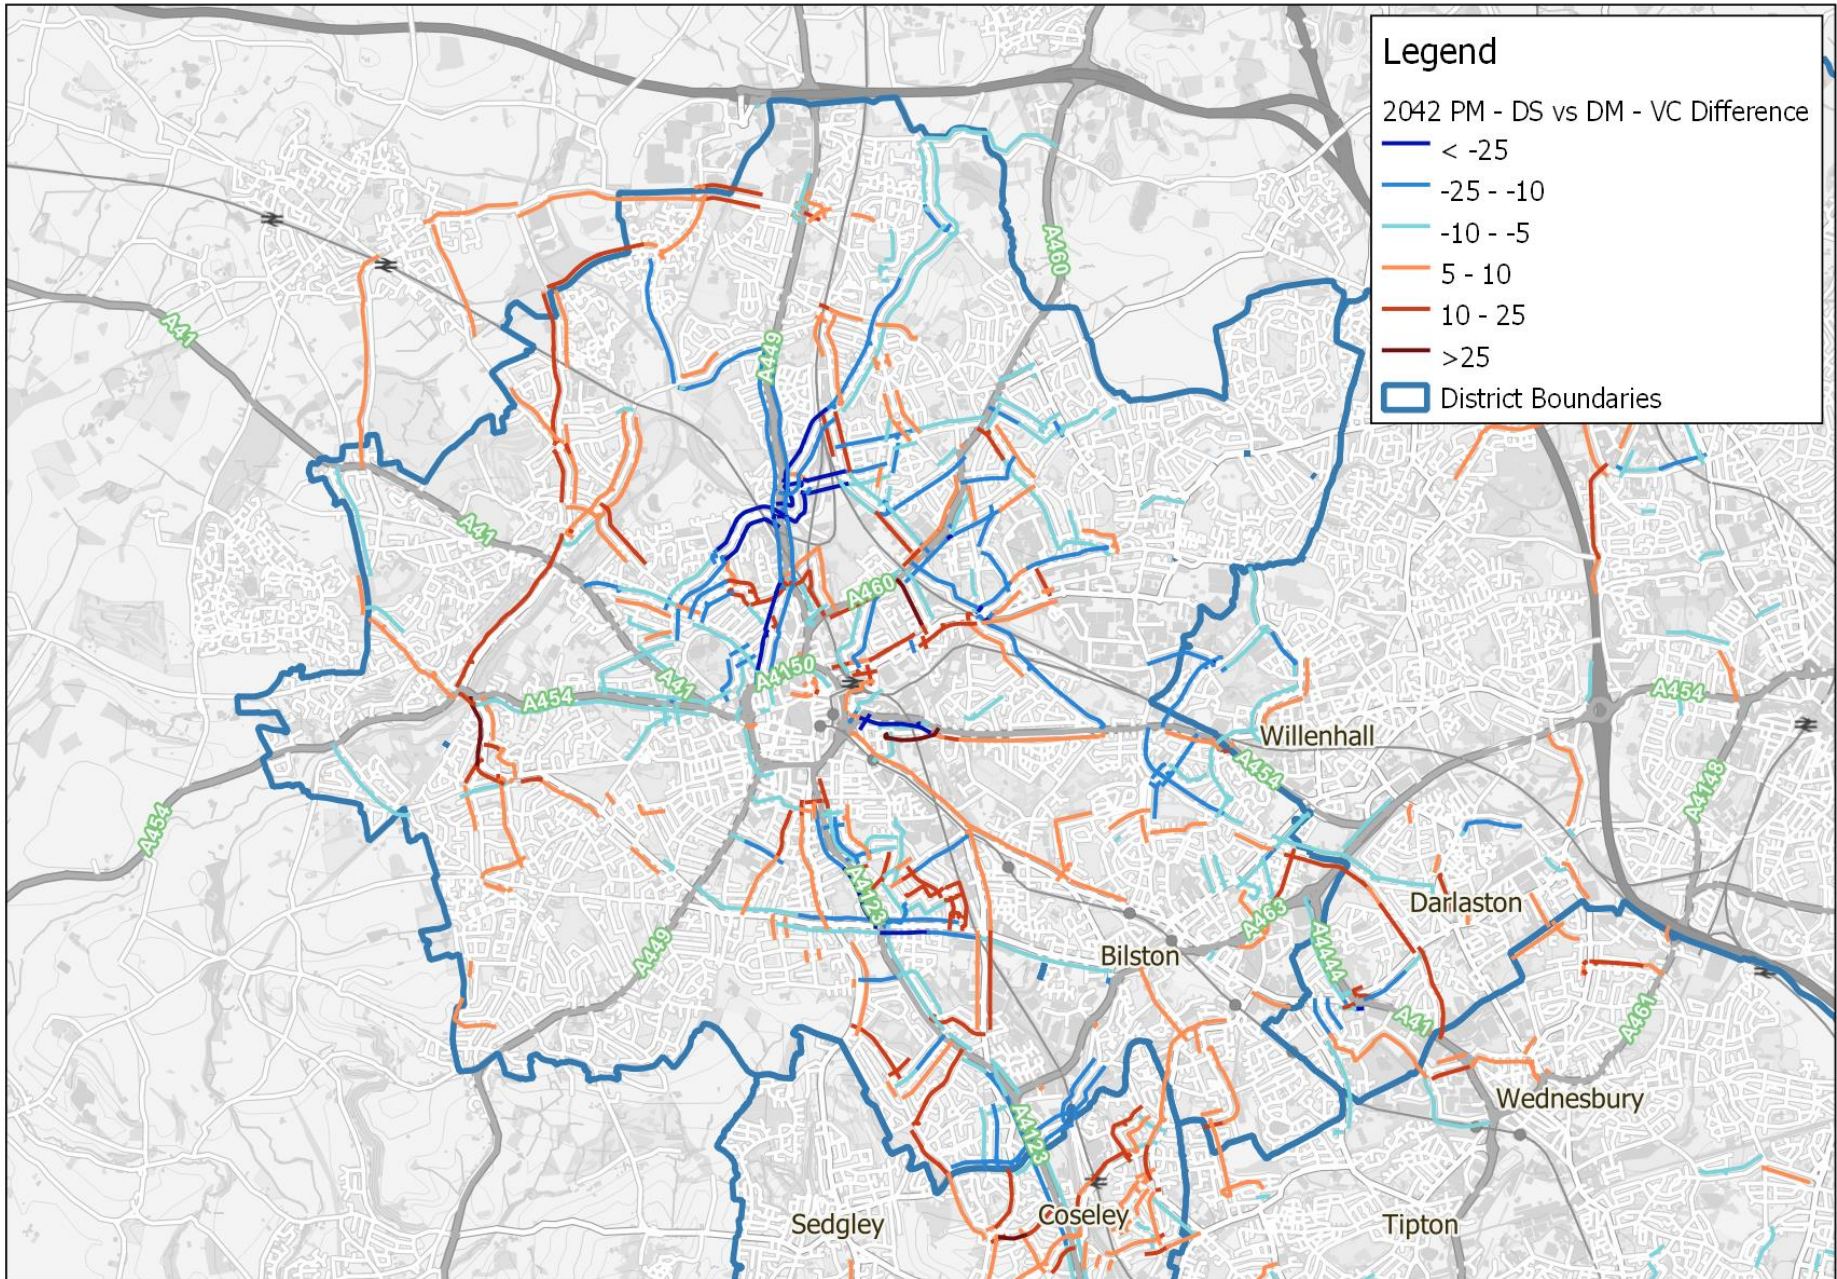 Legend
2042 PM - DS vs DM - VC Difference
< -25
-25 - -10
-10 - -5
5 - 10
10 - 25
>25
District Boundaries
A460
A41
A449
A41
A460
A4150
A41
A454
A454
Willenhall
A454
A4148
A454
A4123
Darlaston
A463
A449
Bilston
A4444
A41
A461
Wednesbury
A4123
Sedgley
Coseley
Tipton